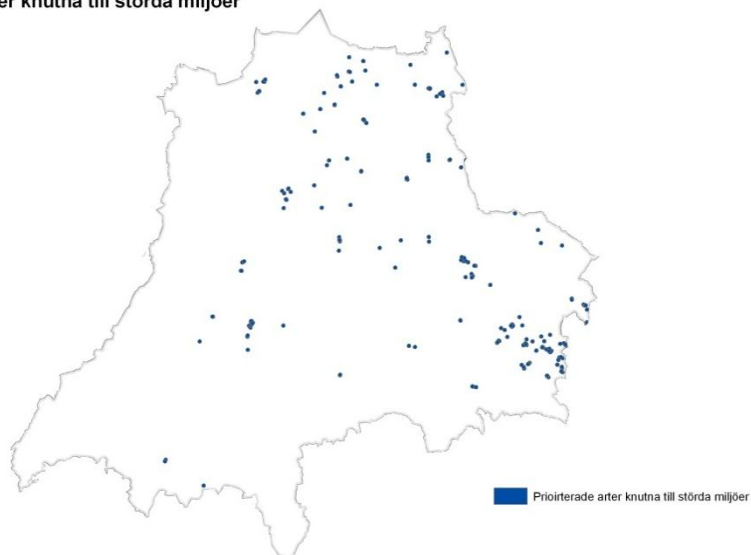 er knutna till störda miljöer
Prioirterade arter knutna till störda miljöer